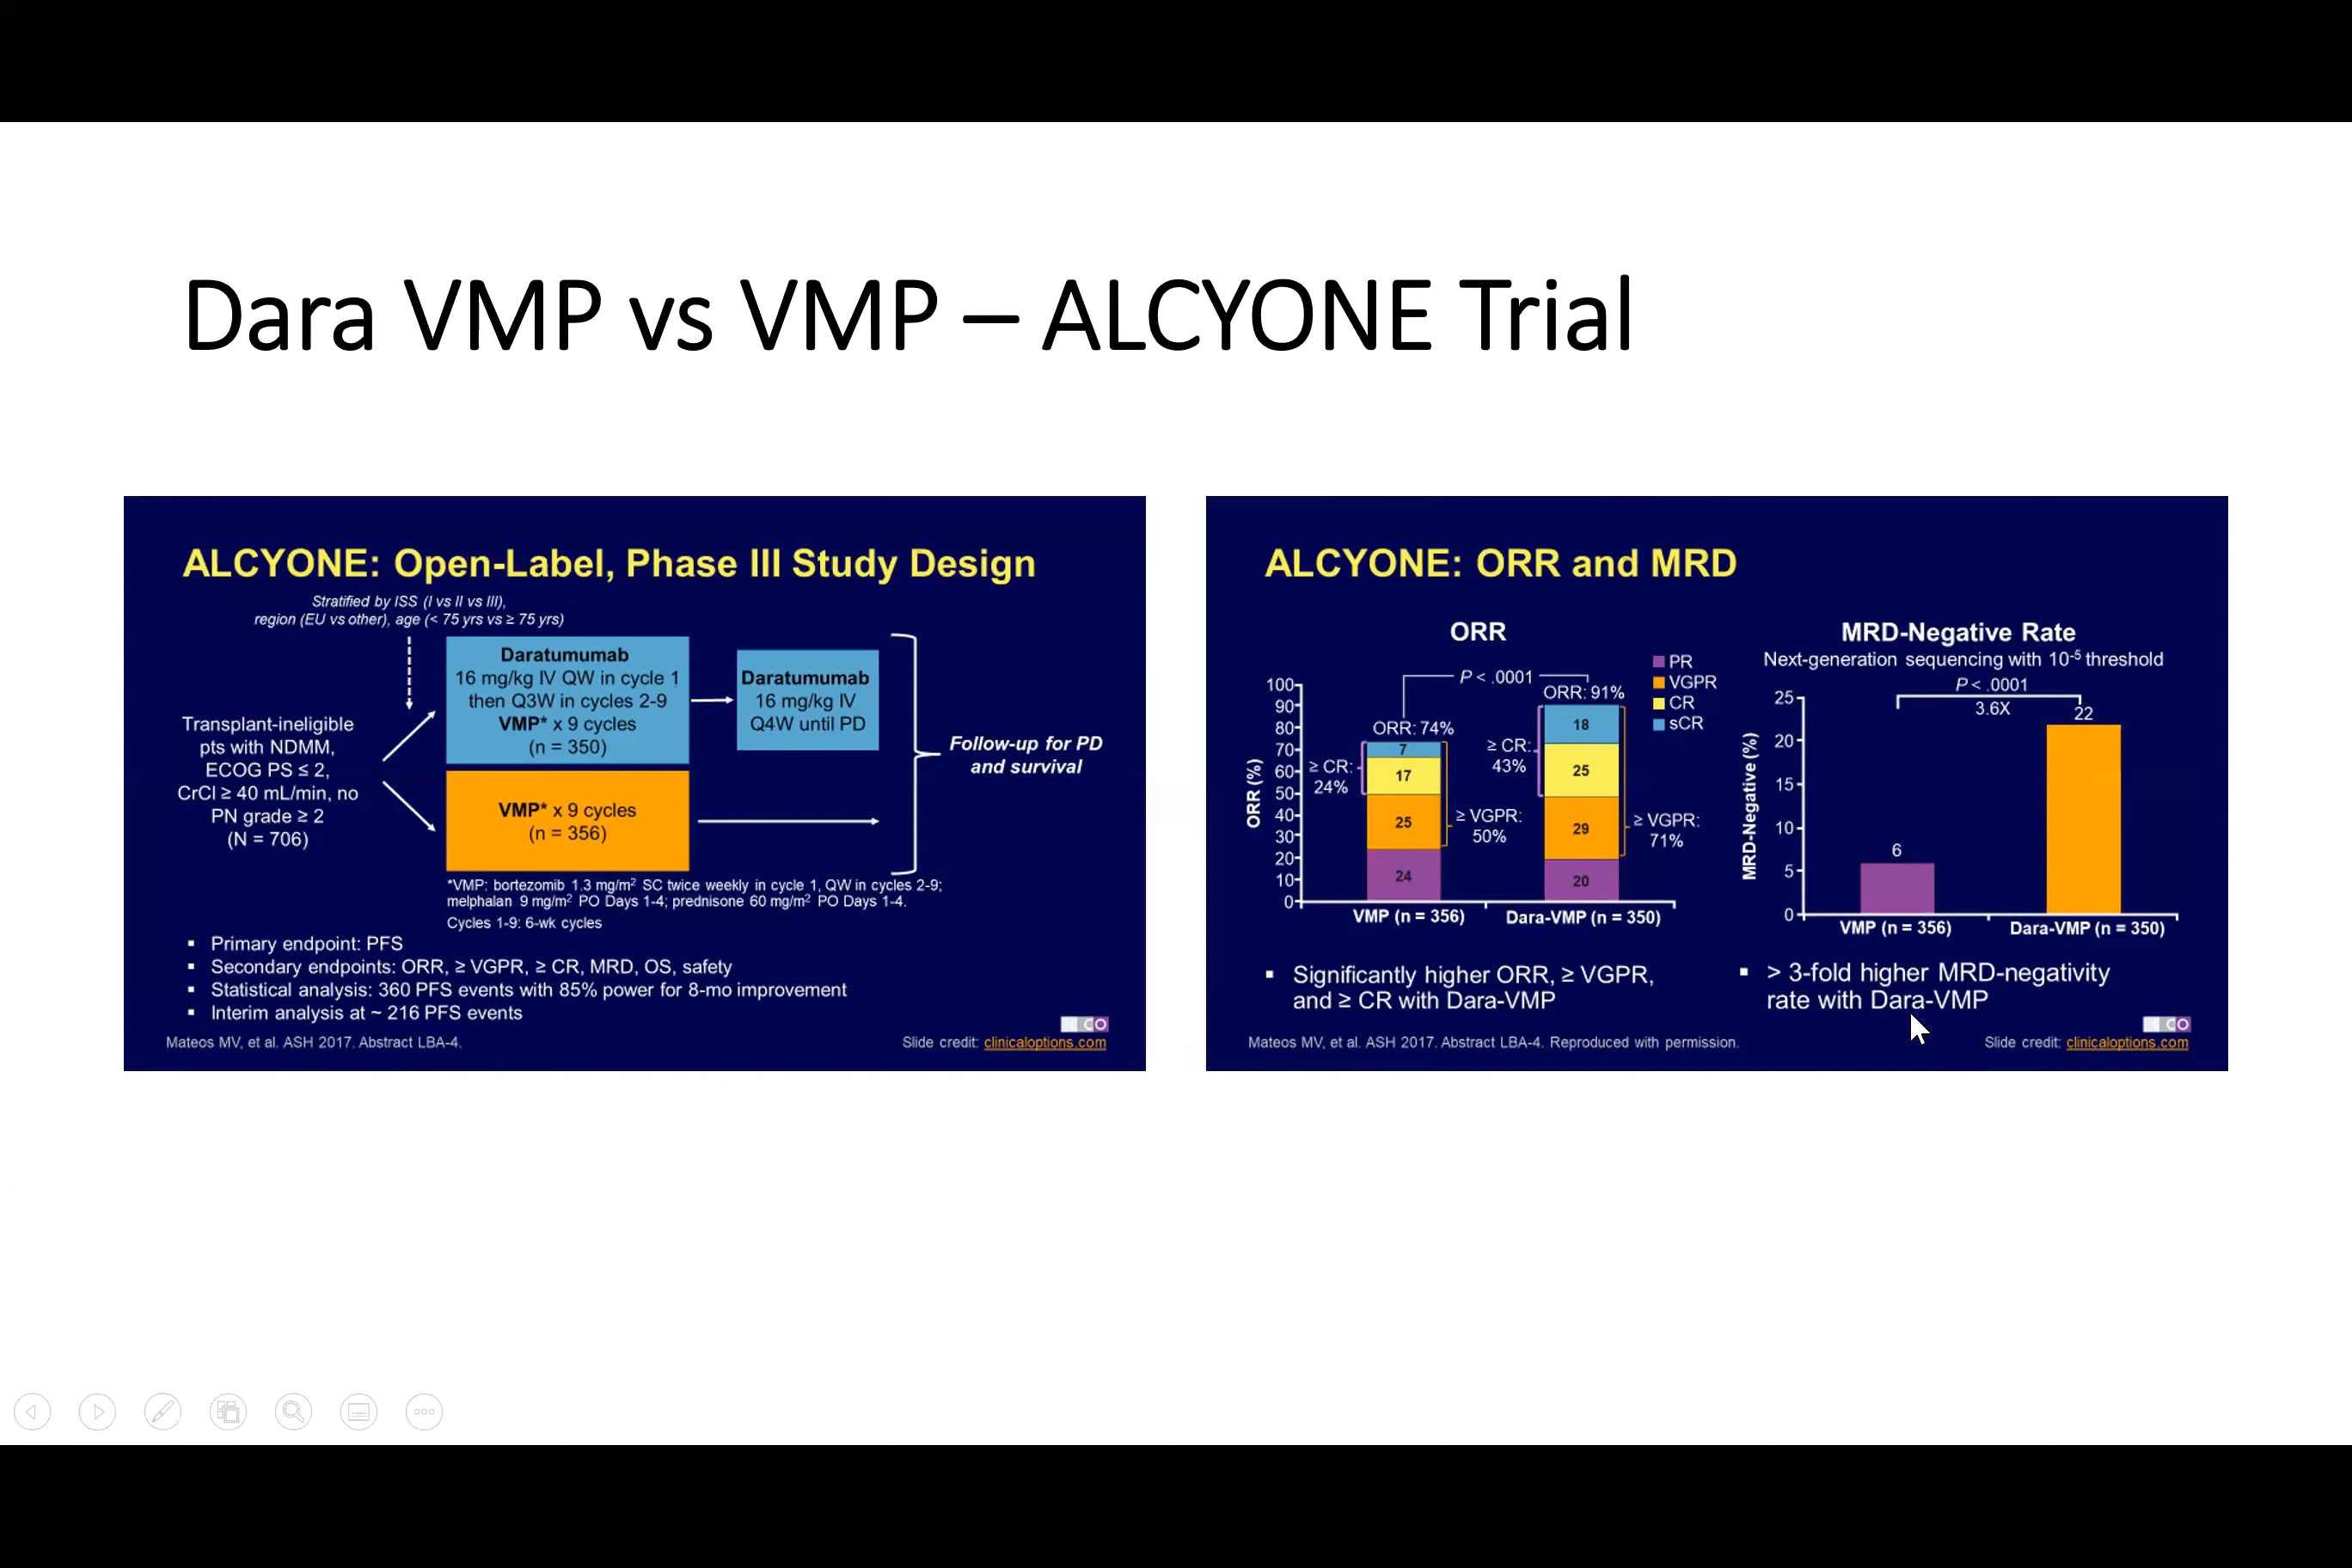 Dara VMP vs VMP – ALCYONE Trial
ALCYONE: Open-Label, Phase III Study Design
Stratified by ISS (I vs II vs III),
region (EU vs other), age (< 75 yrs vs ≥ 75 yrs)
Transplant-ineligible
pts with NDMM,
ECOG PS ≤ 2,
CrCl ≥ 40 mL/min, no
PN grade ≥ 2
(N = 706)
Daratumumab
16 mg/kg IV QW in cycle 1
then Q3W in cycles 2-9
VMP* x 9 cycles
(n = 350)
Daratumumab
16 mg/kg IV
Q4W until PD
VMP* x 9 cycles
(n = 356)
Follow-up for PD
and survival
*VMP: bortezomib 1.3 mg/m² SC twice weekly in cycle 1, QW in cycles 2-9;
melphalan 9 mg/m² PO Days 1-4; prednisone 60 mg/m² PO Days 1-4.
Cycles 1-9: 6-wk cycles
▪ Primary endpoint: PFS
▪ Secondary endpoints: ORR, ≥ VGPR, ≥ CR, MRD, OS, safety
▪ Statistical analysis: 360 PFS events with 85% power for 8-mo improvement
▪ Interim analysis at ~ 216 PFS events
Mateos MV, et al. ASH 2017. Abstract LBA-4.
CO
Slide credit: clinicaloptions.com
ALCYONE: ORR and MRD
ORR
P < .0001
ORR: 74%
ORR: 91%
PR
VGPR
CR
sCR
ORR (%)
100
90
80
70
60
50
40
30
20
10
0
≥ CR:
24%
7
17
25
24
≥ VGPR:
50%
≥ CR:
43%
18
25
29
20
≥ VGPR:
71%
VMP (n = 356)
Dara-VMP (n = 350)
▪ Significantly higher ORR, ≥ VGPR,
and ≥ CR with Dara-VMP
MRD-Negative Rate
Next-generation sequencing with 10⁻⁵ threshold
P < .0001
3.6X
MRD-Negative (%)
25
20
15
10
5
0
6
22
VMP (n = 356)
Dara-VMP (n = 350)
▪ > 3-fold higher MRD-negativity
rate with Dara-VMP
Mateos MV, et al. ASH 2017. Abstract LBA-4. Reproduced with permission.
CO
Slide credit: clinicaloptions.com